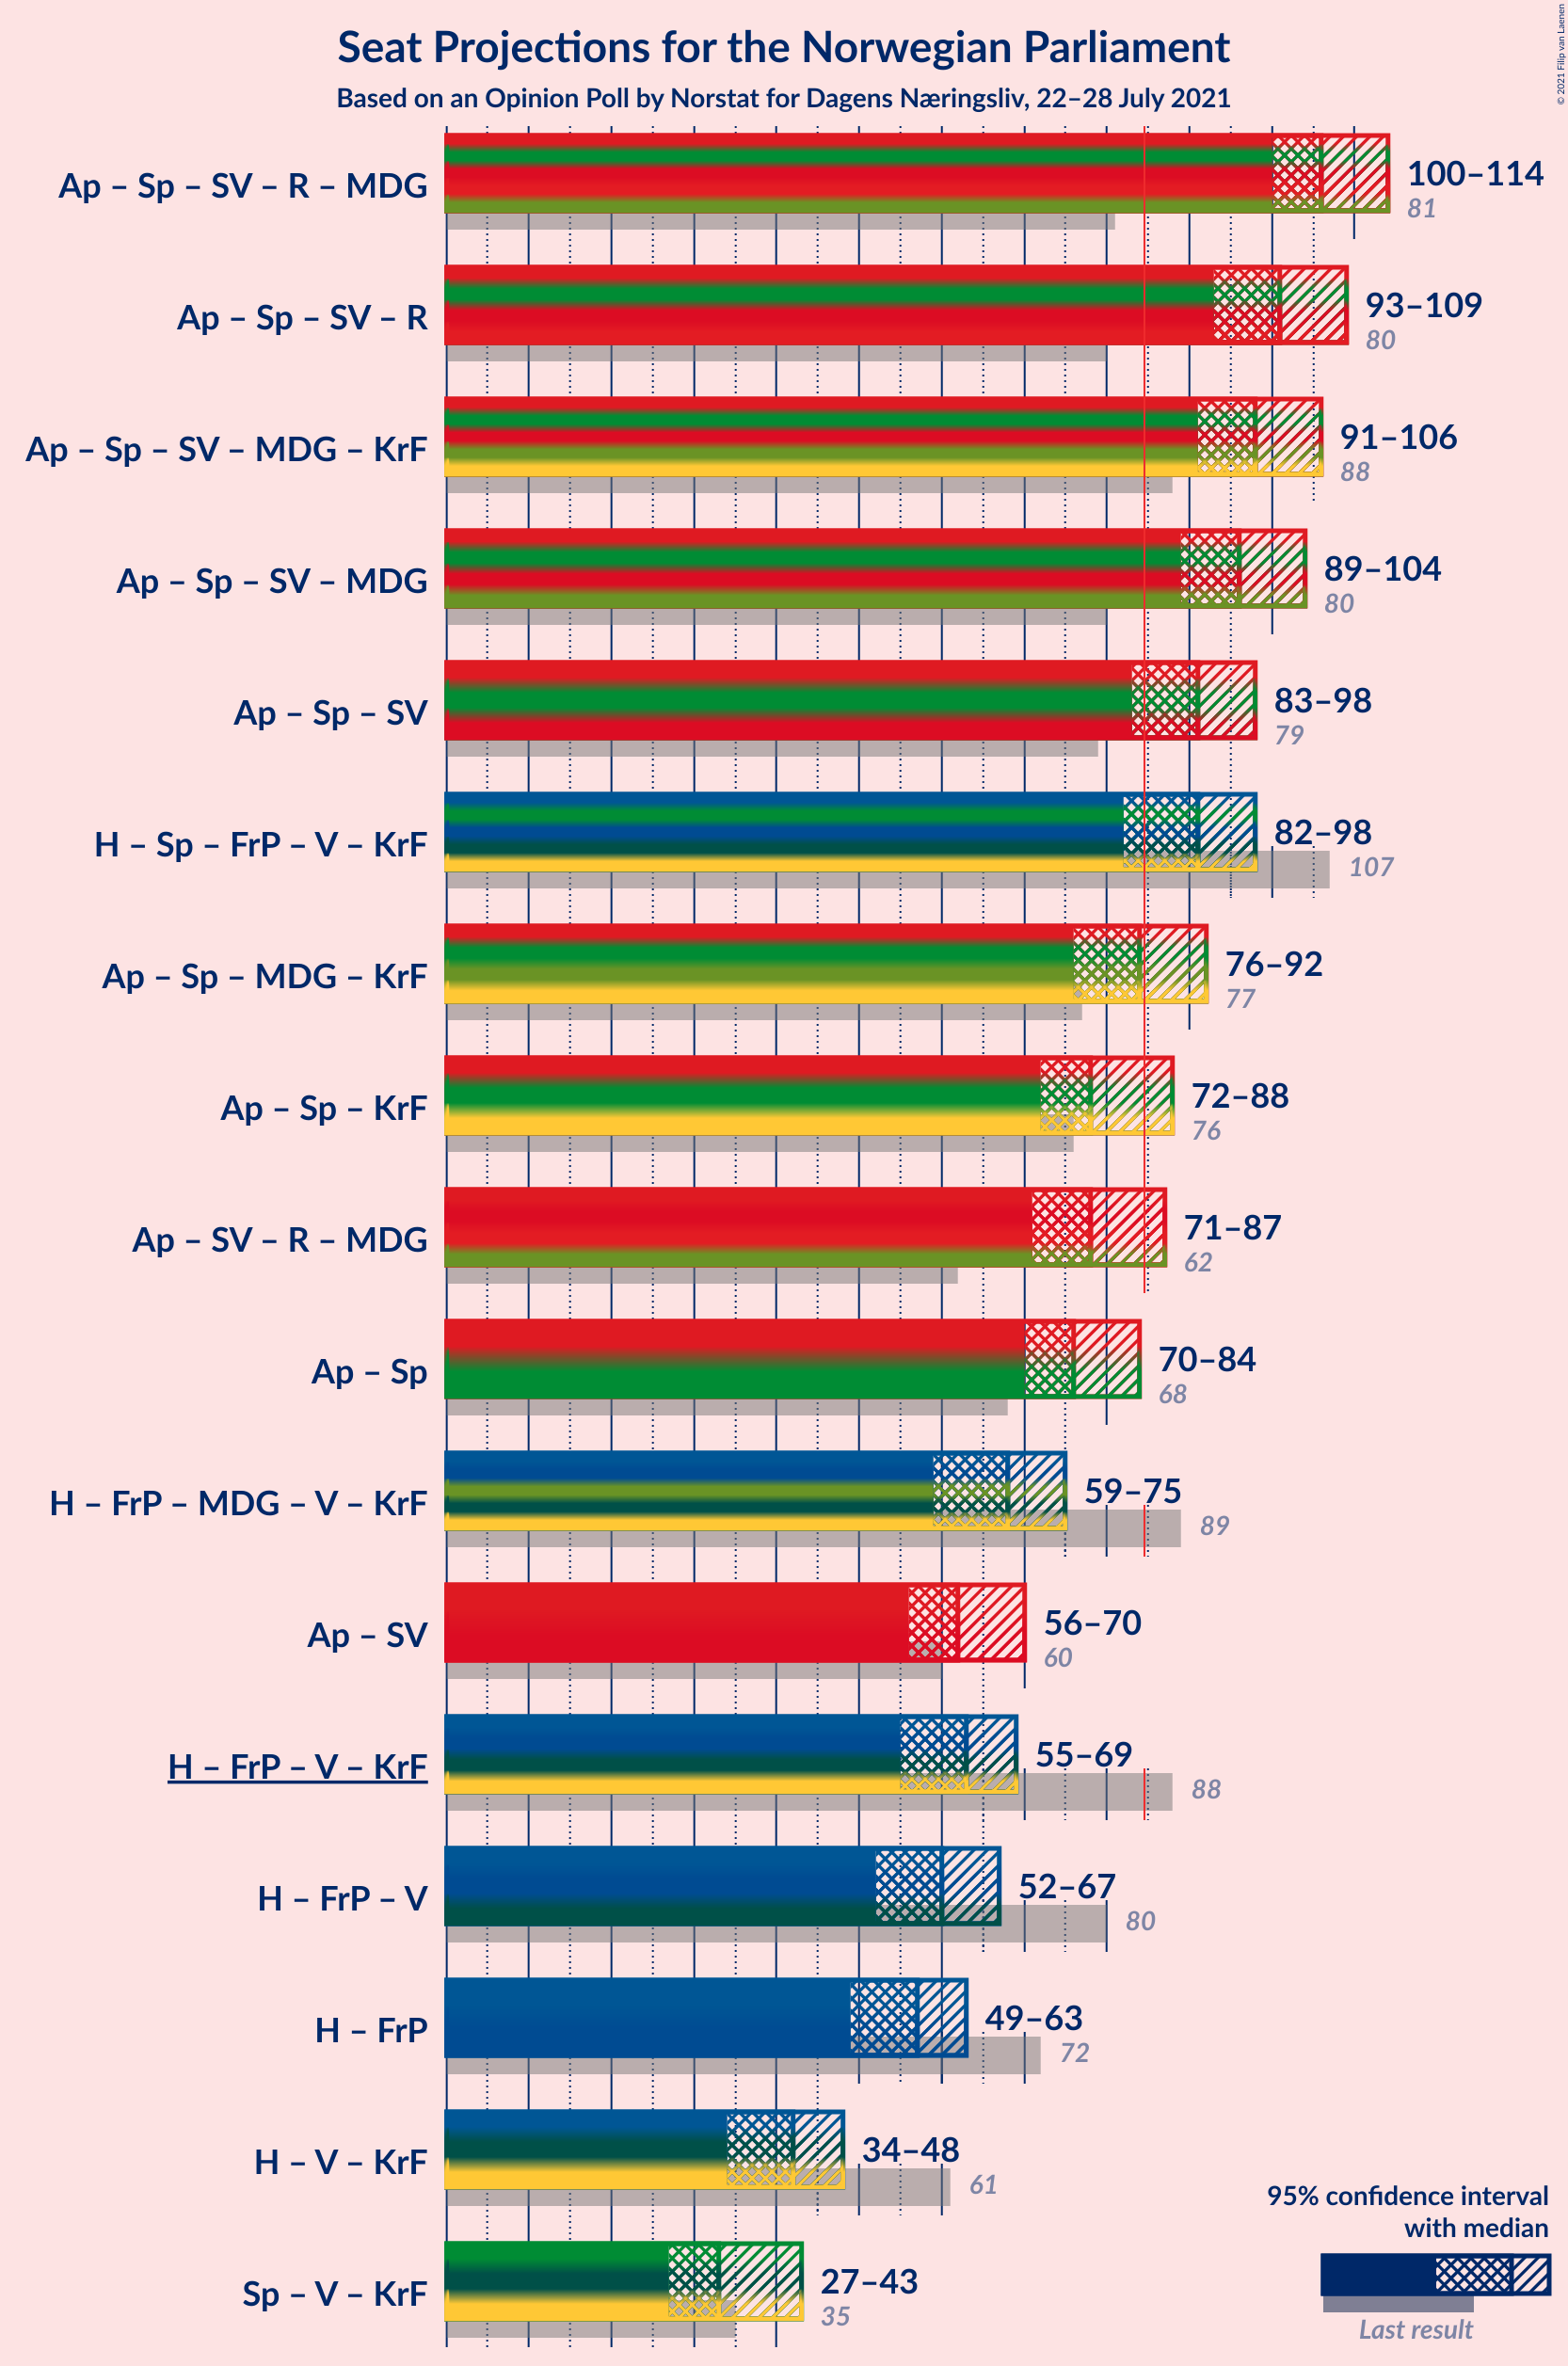 © 2021 Filip van Laenen
Seat Projections for the Norwegian Parliament
Based on an Opinion Poll by Norstat for Dagens Næringsliv, 22–28 July 2021
Ap – Sp – SV – R – MDG
100–114
81
Ap – Sp – SV – R
93–109
80
Ap – Sp – SV – MDG – KrF
91–106
88
Ap – Sp – SV – MDG
89–104
80
Ap – Sp – SV
83–98
79
H – Sp – FrP – V – KrF
82–98
107
Ap – Sp – MDG – KrF
76–92
77
Ap – Sp – KrF
72–88
76
Ap – SV – R – MDG
71–87
62
Ap – Sp
70–84
68
H – FrP – MDG – V – KrF
59–75
89
Ap – SV
56–70
60
H – FrP – V – KrF
55–69
88
H – FrP – V
52–67
80
H – FrP
49–63
72
H – V – KrF
34–48
61
Sp – V – KrF
27–43
35
95% confidence interval
with median
Last result